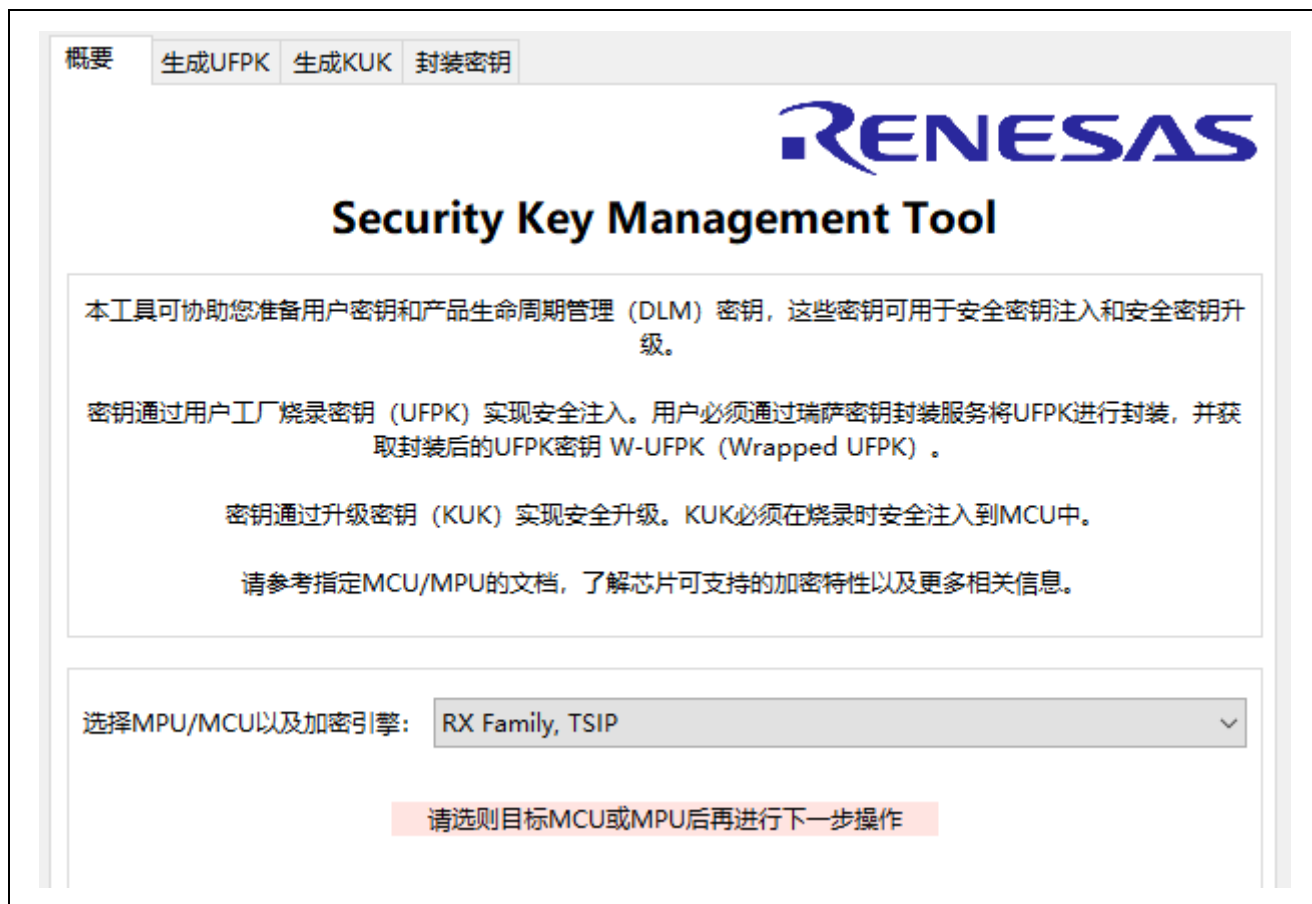 概要
生成UFPK
生成KUK
封装密钥
RENESAS
Security Key Management Tool
本工具可协助您准备用户密钥和产品生命周期管理（DLM）密钥，这些密钥可用于安全密钥注入和安全密钥升
级。
密钥通过用户工厂烧录密钥（UFPK）实现安全注入。用户必须通过瑞萨密钥封装服务将UFPK进行封装，并获
取封装后的UFPK密钥 W-UFPK（Wrapped UFPK）。
密钥通过升级密钥（KUK）实现安全升级。KUK必须在烧录时安全注入到MCU中。
请参考指定MCU/MPU的文档，了解芯片可支持的加密特性以及更多相关信息。
选择MPU/MCU以及加密引擎： RX Family, TSIP
请选则目标MCU或MPU后再进行下一步操作